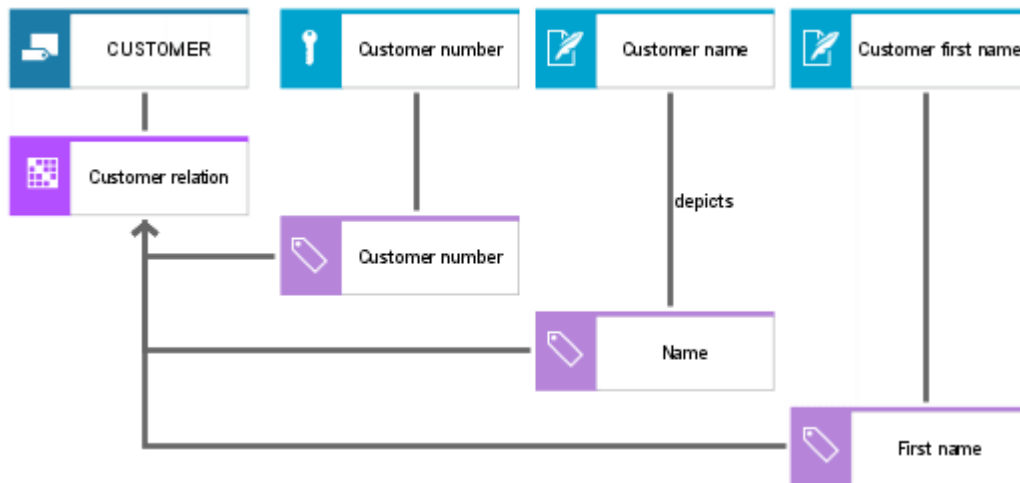 CUSTOMER
Customer number
Customer name
Customer first name
Customer relation
depicts
Customer number
Name
First name